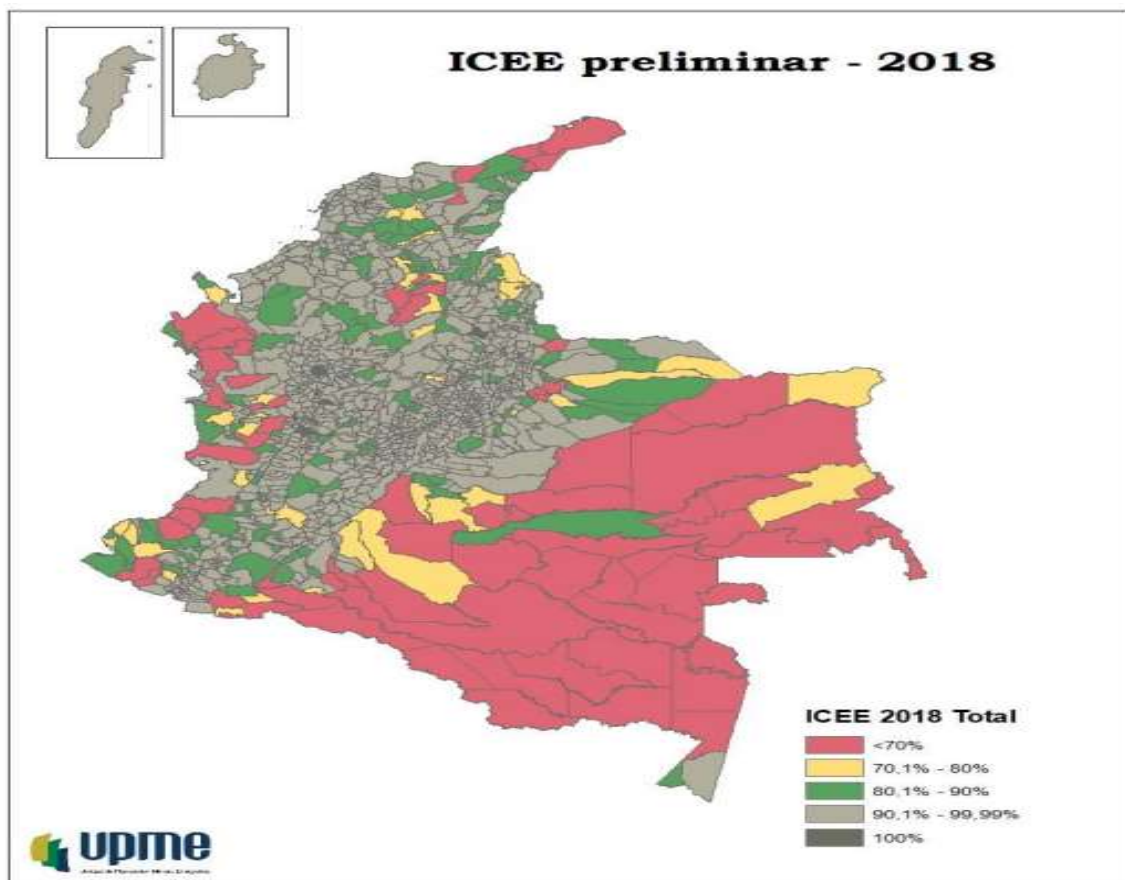 ICEE preliminar - 2018
ICEE 2018 Total
<70%
70,1% - 80%
80,1% - 90%
90,1% - 99,99%
100%
upme